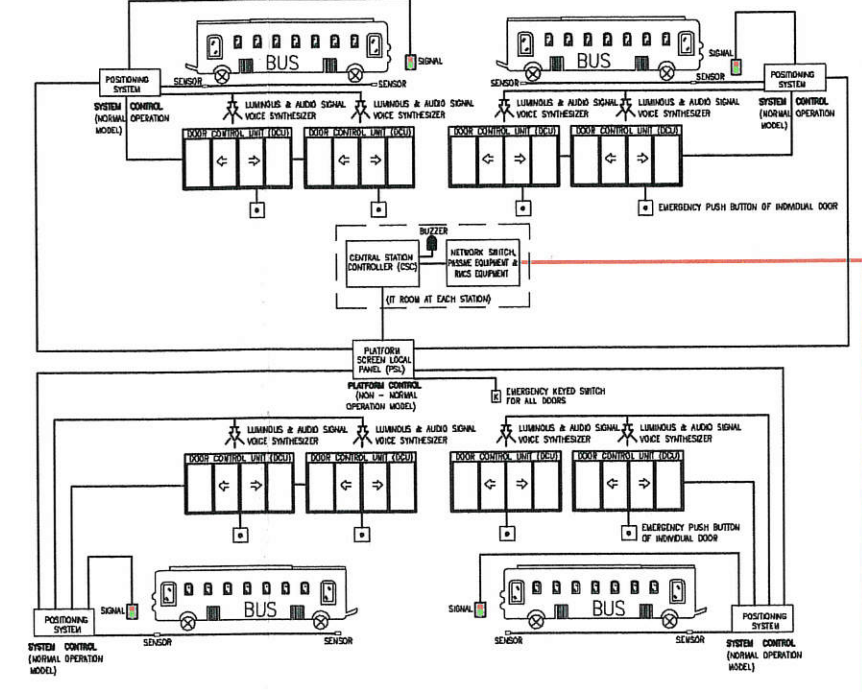 BUS
BUS
SIGNAL
SIGNAL
POSITIONING
SYSTEM
SENSOR
SENSOR
SENSOR
SENSOR
POSITIONING
SYSTEM
SYSTEM CONTROL
(NORMAL OPERATION
MODEL)
LUMINOUS & AUDIO SIGNAL
VOICE SYNTHESIZER
LUMINOUS & AUDIO SIGNAL
VOICE SYNTHESIZER
LUMINOUS & AUDIO SIGNAL
VOICE SYNTHESIZER
LUMINOUS & AUDIO SIGNAL
VOICE SYNTHESIZER
SYSTEM CONTROL
(NORMAL OPERATION
MODEL)
DOOR CONTROL UNIT (DCU)
DOOR CONTROL UNIT (DCU)
DOOR CONTROL UNIT (DCU)
DOOR CONTROL UNIT (DCU)
EMERGENCY PUSH BUTTON OF INDIVIDUAL DOOR
BUZZER
CENTRAL STATION
CONTROLLER (CSC)
NETWORK SWITCH,
PASSIVE EQUIPMENT &
EQUIPMENT
(IT ROOM AT EACH STATION)
PLATFORM
SCREEN LOCAL
PANEL (PSL)
PLATFORM CONTROL
(NON - NORMAL
OPERATION MODEL)
K
EMERGENCY KEYED SWITCH
FOR ALL DOORS
LUMINOUS & AUDIO SIGNAL
VOICE SYNTHESIZER
LUMINOUS & AUDIO SIGNAL
VOICE SYNTHESIZER
LUMINOUS & AUDIO SIGNAL
VOICE SYNTHESIZER
LUMINOUS & AUDIO SIGNAL
VOICE SYNTHESIZER
DOOR CONTROL UNIT (DCU)
DOOR CONTROL UNIT (DCU)
DOOR CONTROL UNIT (DCU)
DOOR CONTROL UNIT (DCU)
EMERGENCY PUSH BUTTON
OF INDIVIDUAL DOOR
SIGNAL
BUS
SIGNAL
BUS
POSITIONING
SYSTEM
SENSOR
SENSOR
SENSOR
SENSOR
POSITIONING
SYSTEM
SYSTEM CONTROL
(NORMAL OPERATION
MODEL)
SYSTEM CONTROL
(NORMAL OPERATION
MODEL)